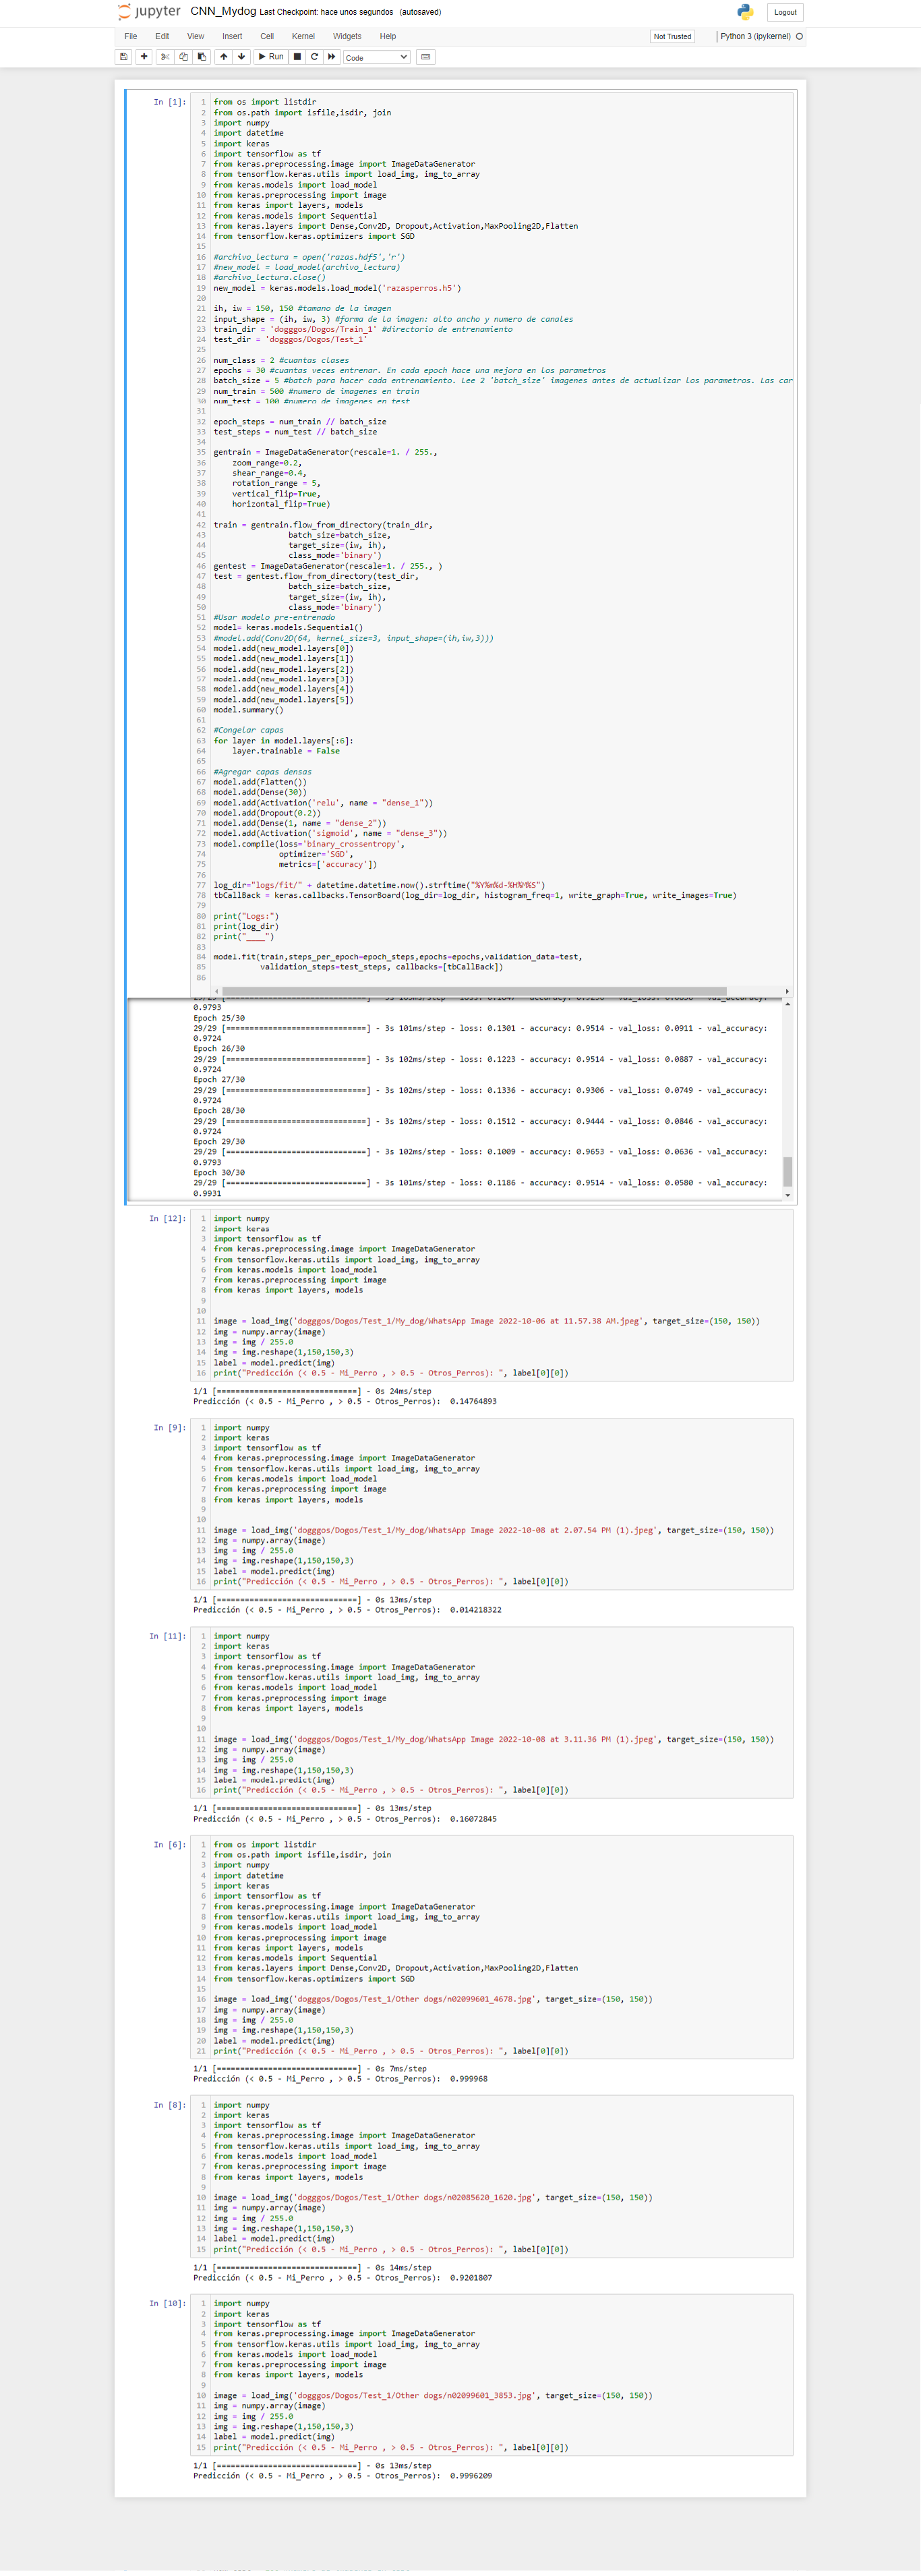 jupyter CNN_Mydog Last Checkpoint: hace unos segundos (autosaved)
Logout
File Edit View Insert Cell Kernel Widgets Help
Not Trusted
Python 3 (ipykernel)
Run
Code
In [1]:
1 from os import listdir
2 from os.path import isfile,isdir, join
3 import numpy
4 import datetime
5 import keras
6 import tensorflow as tf
7 from keras.preprocessing.image import ImageDataGenerator
8 from tensorflow.keras.utils import load_img, img_to_array
9 from keras.models import load_model
10 from keras.preprocessing import image
11 from keras import layers, models
12 from keras.models import Sequential
13 from keras.layers import Dense,Conv2D, Dropout,Activation,MaxPooling2D,Flatten
14 from tensorflow.keras.optimizers import SGD
15
16 #archivo_lectura = open('razas.hdf5','r')
17 #new_model = load_model(archivo_lectura)
18 #archivo_lectura.close()
19 new_model = keras.models.load_model('razasperros.h5')
20
21 ih, iw = 150, 150 #tamano de la imagen
22 input_shape = (ih, iw, 3) #forma de la imagen: alto ancho y numero de canales
23 train_dir = 'dogggos/Dogos/Train_1' #directorio de entrenamiento
24 test_dir = 'dogggos/Dogos/Test_1'
25
26 num_class = 2 #cuantas clases
27 epochs = 30 #cuantas veces entrenar. En cada epoch hace una mejora en los parametros
28 batch_size = 5 #batch para hacer cada entrenamiento. Lee 2 'batch_size' imagenes antes de actualizar los parametros. Las car
29 num_train = 500 #numero de imagenes en train
30 num_test = 100 #numero de imagenes en test
31
32 epoch_steps = num_train // batch_size
33 test_steps = num_test // batch_size
34
35 gentrain = ImageDataGenerator(rescale=1. / 255.,
36 zoom_range=0.2,
37 shear_range=0.4,
38 rotation_range = 5,
39 vertical_flip=True,
40 horizontal_flip=True)
41
42 train = gentrain.flow_from_directory(train_dir,
43 batch_size=batch_size,
44 target_size=(iw, ih),
45 class_mode='binary')
46 gentest = ImageDataGenerator(rescale=1. / 255., )
47 test = gentest.flow_from_directory(test_dir,
48 batch_size=batch_size,
49 target_size=(iw, ih),
50 class_mode='binary')
51 #Usar modelo pre-entrenado
52 model= keras.models.Sequential()
53 #model.add(Conv2D(64, kernel_size=3, input_shape=(ih,iw,3)))
54 model.add(new_model.layers[0])
55 model.add(new_model.layers[1])
56 model.add(new_model.layers[2])
57 model.add(new_model.layers[3])
58 model.add(new_model.layers[4])
59 model.add(new_model.layers[5])
60 model.summary()
61
62 #Congelar capas
63 for layer in model.layers[:6]:
64 layer.trainable = False
65
66 #Agregar capas densas
67 model.add(Flatten())
68 model.add(Dense(30))
69 model.add(Activation('relu', name = "dense_1"))
70 model.add(Dropout(0.2))
71 model.add(Dense(1, name = "dense_2"))
72 model.add(Activation('sigmoid', name = "dense_3"))
73 model.compile(loss='binary_crossentropy',
74 optimizer='SGD',
75 metrics=['accuracy'])
76
77 log_dir="logs/fit/" + datetime.datetime.now().strftime("%Y%m%d-%H%M%S")
78 tbCallBack = keras.callbacks.TensorBoard(log_dir=log_dir, histogram_freq=1, write_graph=True, write_images=True)
79
80 print("Logs:")
81 print(log_dir)
82 print("____")
83
84 model.fit(train,steps_per_epoch=epoch_steps,epochs=epochs,validation_data=test,
85 validation_steps=test_steps, callbacks=[tbCallBack])
86
0.9793
Epoch 25/30
29/29 [==============================] - 3s 101ms/step - loss: 0.1301 - accuracy: 0.9514 - val_loss: 0.0911 - val_accuracy:
0.9724
Epoch 26/30
29/29 [==============================] - 3s 102ms/step - loss: 0.1223 - accuracy: 0.9514 - val_loss: 0.0887 - val_accuracy:
0.9724
Epoch 27/30
29/29 [==============================] - 3s 102ms/step - loss: 0.1336 - accuracy: 0.9306 - val_loss: 0.0749 - val_accuracy:
0.9724
Epoch 28/30
29/29 [==============================] - 3s 102ms/step - loss: 0.1512 - accuracy: 0.9444 - val_loss: 0.0846 - val_accuracy:
0.9724
Epoch 29/30
29/29 [==============================] - 3s 102ms/step - loss: 0.1009 - accuracy: 0.9653 - val_loss: 0.0636 - val_accuracy:
0.9793
Epoch 30/30
29/29 [==============================] - 3s 101ms/step - loss: 0.1186 - accuracy: 0.9514 - val_loss: 0.0580 - val_accuracy:
0.9931
In [12]:
1 import numpy
2 import keras
3 import tensorflow as tf
4 from keras.preprocessing.image import ImageDataGenerator
5 from tensorflow.keras.utils import load_img, img_to_array
6 from keras.models import load_model
7 from keras.preprocessing import image
8 from keras import layers, models
9
10
11 image = load_img('dogggos/Dogos/Test_1/My_dog/WhatsApp Image 2022-10-06 at 11.57.38 AM.jpeg', target_size=(150, 150))
12 img = numpy.array(image)
13 img = img / 255.0
14 img = img.reshape(1,150,150,3)
15 label = model.predict(img)
16 print("Predicción (< 0.5 - Mi_Perro , > 0.5 - Otros_Perros): ", label[0][0])
1/1 [==============================] - 0s 24ms/step
Predicción (< 0.5 - Mi_Perro , > 0.5 - Otros_Perros): 0.14764893
In [9]:
1 import numpy
2 import keras
3 import tensorflow as tf
4 from keras.preprocessing.image import ImageDataGenerator
5 from tensorflow.keras.utils import load_img, img_to_array
6 from keras.models import load_model
7 from keras.preprocessing import image
8 from keras import layers, models
9
10
11 image = load_img('dogggos/Dogos/Test_1/My_dog/WhatsApp Image 2022-10-08 at 2.07.54 PM (1).jpeg', target_size=(150, 150))
12 img = numpy.array(image)
13 img = img / 255.0
14 img = img.reshape(1,150,150,3)
15 label = model.predict(img)
16 print("Predicción (< 0.5 - Mi_Perro , > 0.5 - Otros_Perros): ", label[0][0])
1/1 [==============================] - 0s 13ms/step
Predicción (< 0.5 - Mi_Perro , > 0.5 - Otros_Perros): 0.014218322
In [11]:
1 import numpy
2 import keras
3 import tensorflow as tf
4 from keras.preprocessing.image import ImageDataGenerator
5 from tensorflow.keras.utils import load_img, img_to_array
6 from keras.models import load_model
7 from keras.preprocessing import image
8 from keras import layers, models
9
10
11 image = load_img('dogggos/Dogos/Test_1/My_dog/WhatsApp Image 2022-10-08 at 3.11.36 PM (1).jpeg', target_size=(150, 150))
12 img = numpy.array(image)
13 img = img / 255.0
14 img = img.reshape(1,150,150,3)
15 label = model.predict(img)
16 print("Predicción (< 0.5 - Mi_Perro , > 0.5 - Otros_Perros): ", label[0][0])
1/1 [==============================] - 0s 13ms/step
Predicción (< 0.5 - Mi_Perro , > 0.5 - Otros_Perros): 0.16072845
In [6]:
1 from os import listdir
2 from os.path import isfile,isdir, join
3 import numpy
4 import datetime
5 import keras
6 import tensorflow as tf
7 from keras.preprocessing.image import ImageDataGenerator
8 from tensorflow.keras.utils import load_img, img_to_array
9 from keras.models import load_model
10 from keras.preprocessing import image
11 from keras import layers, models
12 from keras.models import Sequential
13 from keras.layers import Dense,Conv2D, Dropout,Activation,MaxPooling2D,Flatten
14 from tensorflow.keras.optimizers import SGD
15
16 image = load_img('dogggos/Dogos/Test_1/Other dogs/n02099601_4678.jpg', target_size=(150, 150))
17 img = numpy.array(image)
18 img = img / 255.0
19 img = img.reshape(1,150,150,3)
20 label = model.predict(img)
21 print("Predicción (< 0.5 - Mi_Perro , > 0.5 - Otros_Perros): ", label[0][0])
1/1 [==============================] - 0s 7ms/step
Predicción (< 0.5 - Mi_Perro , > 0.5 - Otros_Perros): 0.999968
In [8]:
1 import numpy
2 import keras
3 import tensorflow as tf
4 from keras.preprocessing.image import ImageDataGenerator
5 from tensorflow.keras.utils import load_img, img_to_array
6 from keras.models import load_model
7 from keras.preprocessing import image
8 from keras import layers, models
9
10 image = load_img('dogggos/Dogos/Test_1/Other dogs/n02085620_1620.jpg', target_size=(150, 150))
11 img = numpy.array(image)
12 img = img / 255.0
13 img = img.reshape(1,150,150,3)
14 label = model.predict(img)
15 print("Predicción (< 0.5 - Mi_Perro , > 0.5 - Otros_Perros): ", label[0][0])
1/1 [==============================] - 0s 14ms/step
Predicción (< 0.5 - Mi_Perro , > 0.5 - Otros_Perros): 0.9201807
In [10]:
1 import numpy
2 import keras
3 import tensorflow as tf
4 from keras.preprocessing.image import ImageDataGenerator
5 from tensorflow.keras.utils import load_img, img_to_array
6 from keras.models import load_model
7 from keras.preprocessing import image
8 from keras import layers, models
9
10 image = load_img('dogggos/Dogos/Test_1/Other dogs/n02099601_3853.jpg', target_size=(150, 150))
11 img = numpy.array(image)
12 img = img / 255.0
13 img = img.reshape(1,150,150,3)
14 label = model.predict(img)
15 print("Predicción (< 0.5 - Mi_Perro , > 0.5 - Otros_Perros): ", label[0][0])
1/1 [==============================] - 0s 13ms/step
Predicción (< 0.5 - Mi_Perro , > 0.5 - Otros_Perros): 0.9996209